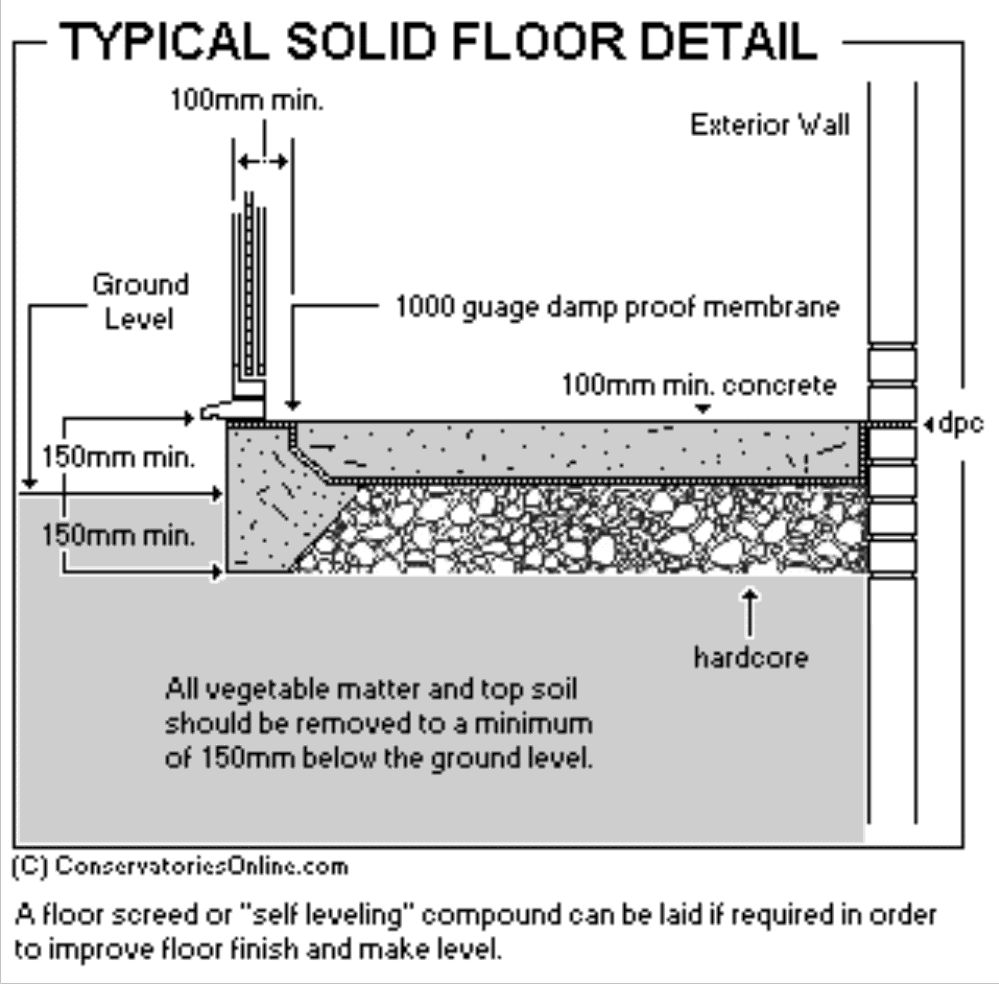 TYPICAL SOLID FLOOR DETAIL
100mm min.
Exterior Wall
Ground
Level
1000 guage damp proof membrane
100mm min. concrete
dpc
150mm min.
150mm min.
hardcore
All vegetable matter and top soil
should be removed to a minimum
of 150mm below the ground level.
(C) ConservatoriesOnline.com
A floor screed or "self leveling" compound can be laid if required in order
to improve floor finish and make level.